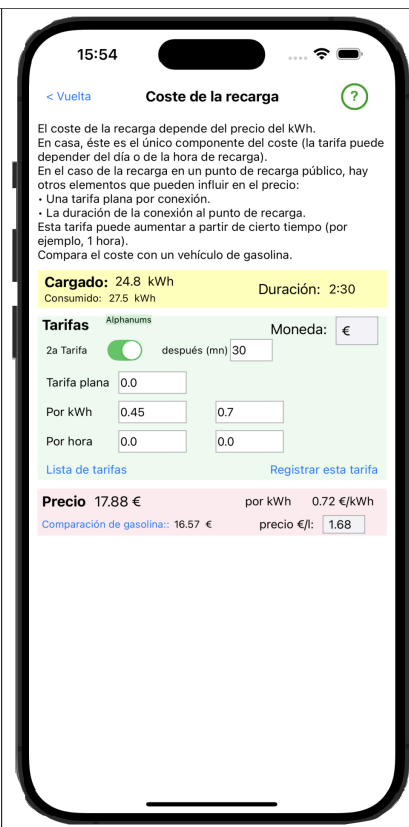 15:54
< Vuelta Coste de la recarga ?
El coste de la recarga depende del precio del kWh.
En casa, éste es el único componente del coste (la tarifa puede
depender del día o de la hora de recarga).
En el caso de la recarga en un punto de recarga público, hay
otros elementos que pueden influir en el precio:
• Una tarifa plana por conexión.
• La duración de la conexión al punto de recarga.
Esta tarifa puede aumentar a partir de cierto tiempo (por
ejemplo, 1 hora).
Compara el coste con un vehículo de gasolina.
Cargado: 24.8 kWh Duración: 2:30
Consumido: 27.5 kWh
Tarifas Alphanums Moneda: €
2a Tarifa después (mn) 30
Tarifa plana 0.0
Por kWh 0.45 0.7
Por hora 0.0 0.0
Lista de tarifas Registrar esta tarifa
Precio 17.88 € por kWh 0.72 €/kWh
Comparación de gasolina:: 16.57 € precio €/l: 1.68